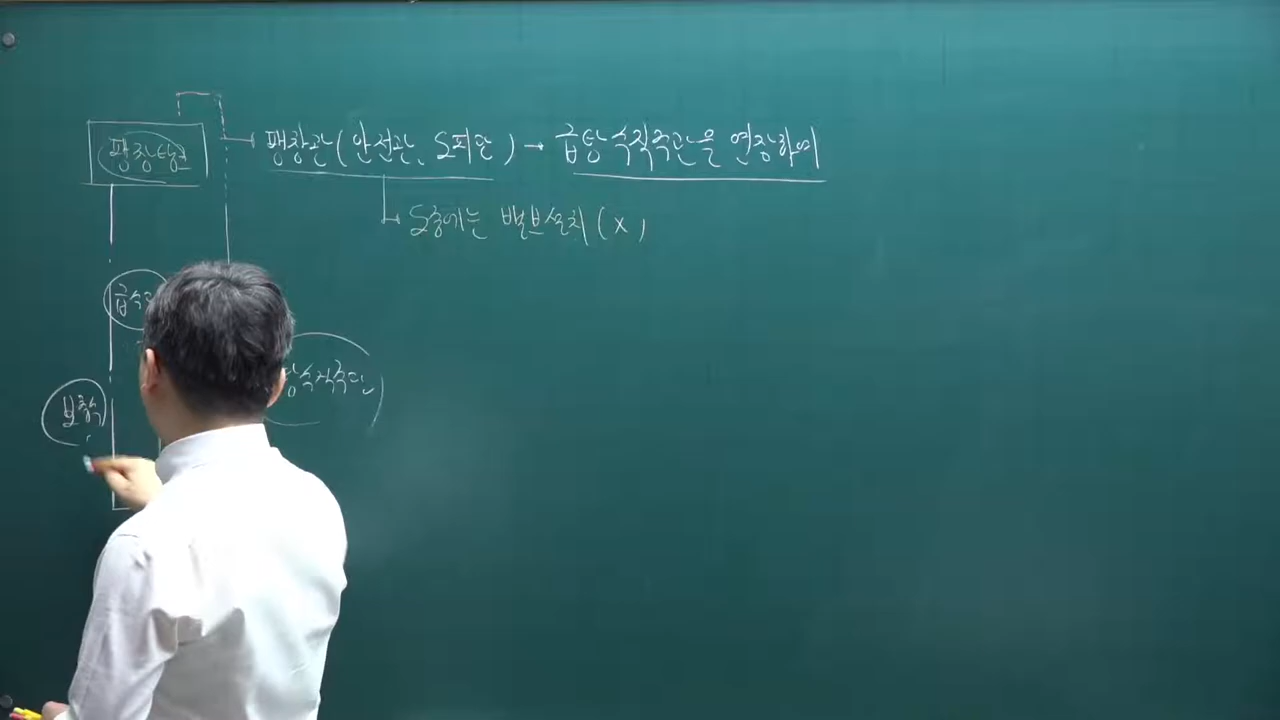 팽창탱크
팽창관(안전관, 도피관) → 급탕수직주관을 연장하여
도중에는 밸브설치(X)
급수
탕수직주관
보충수